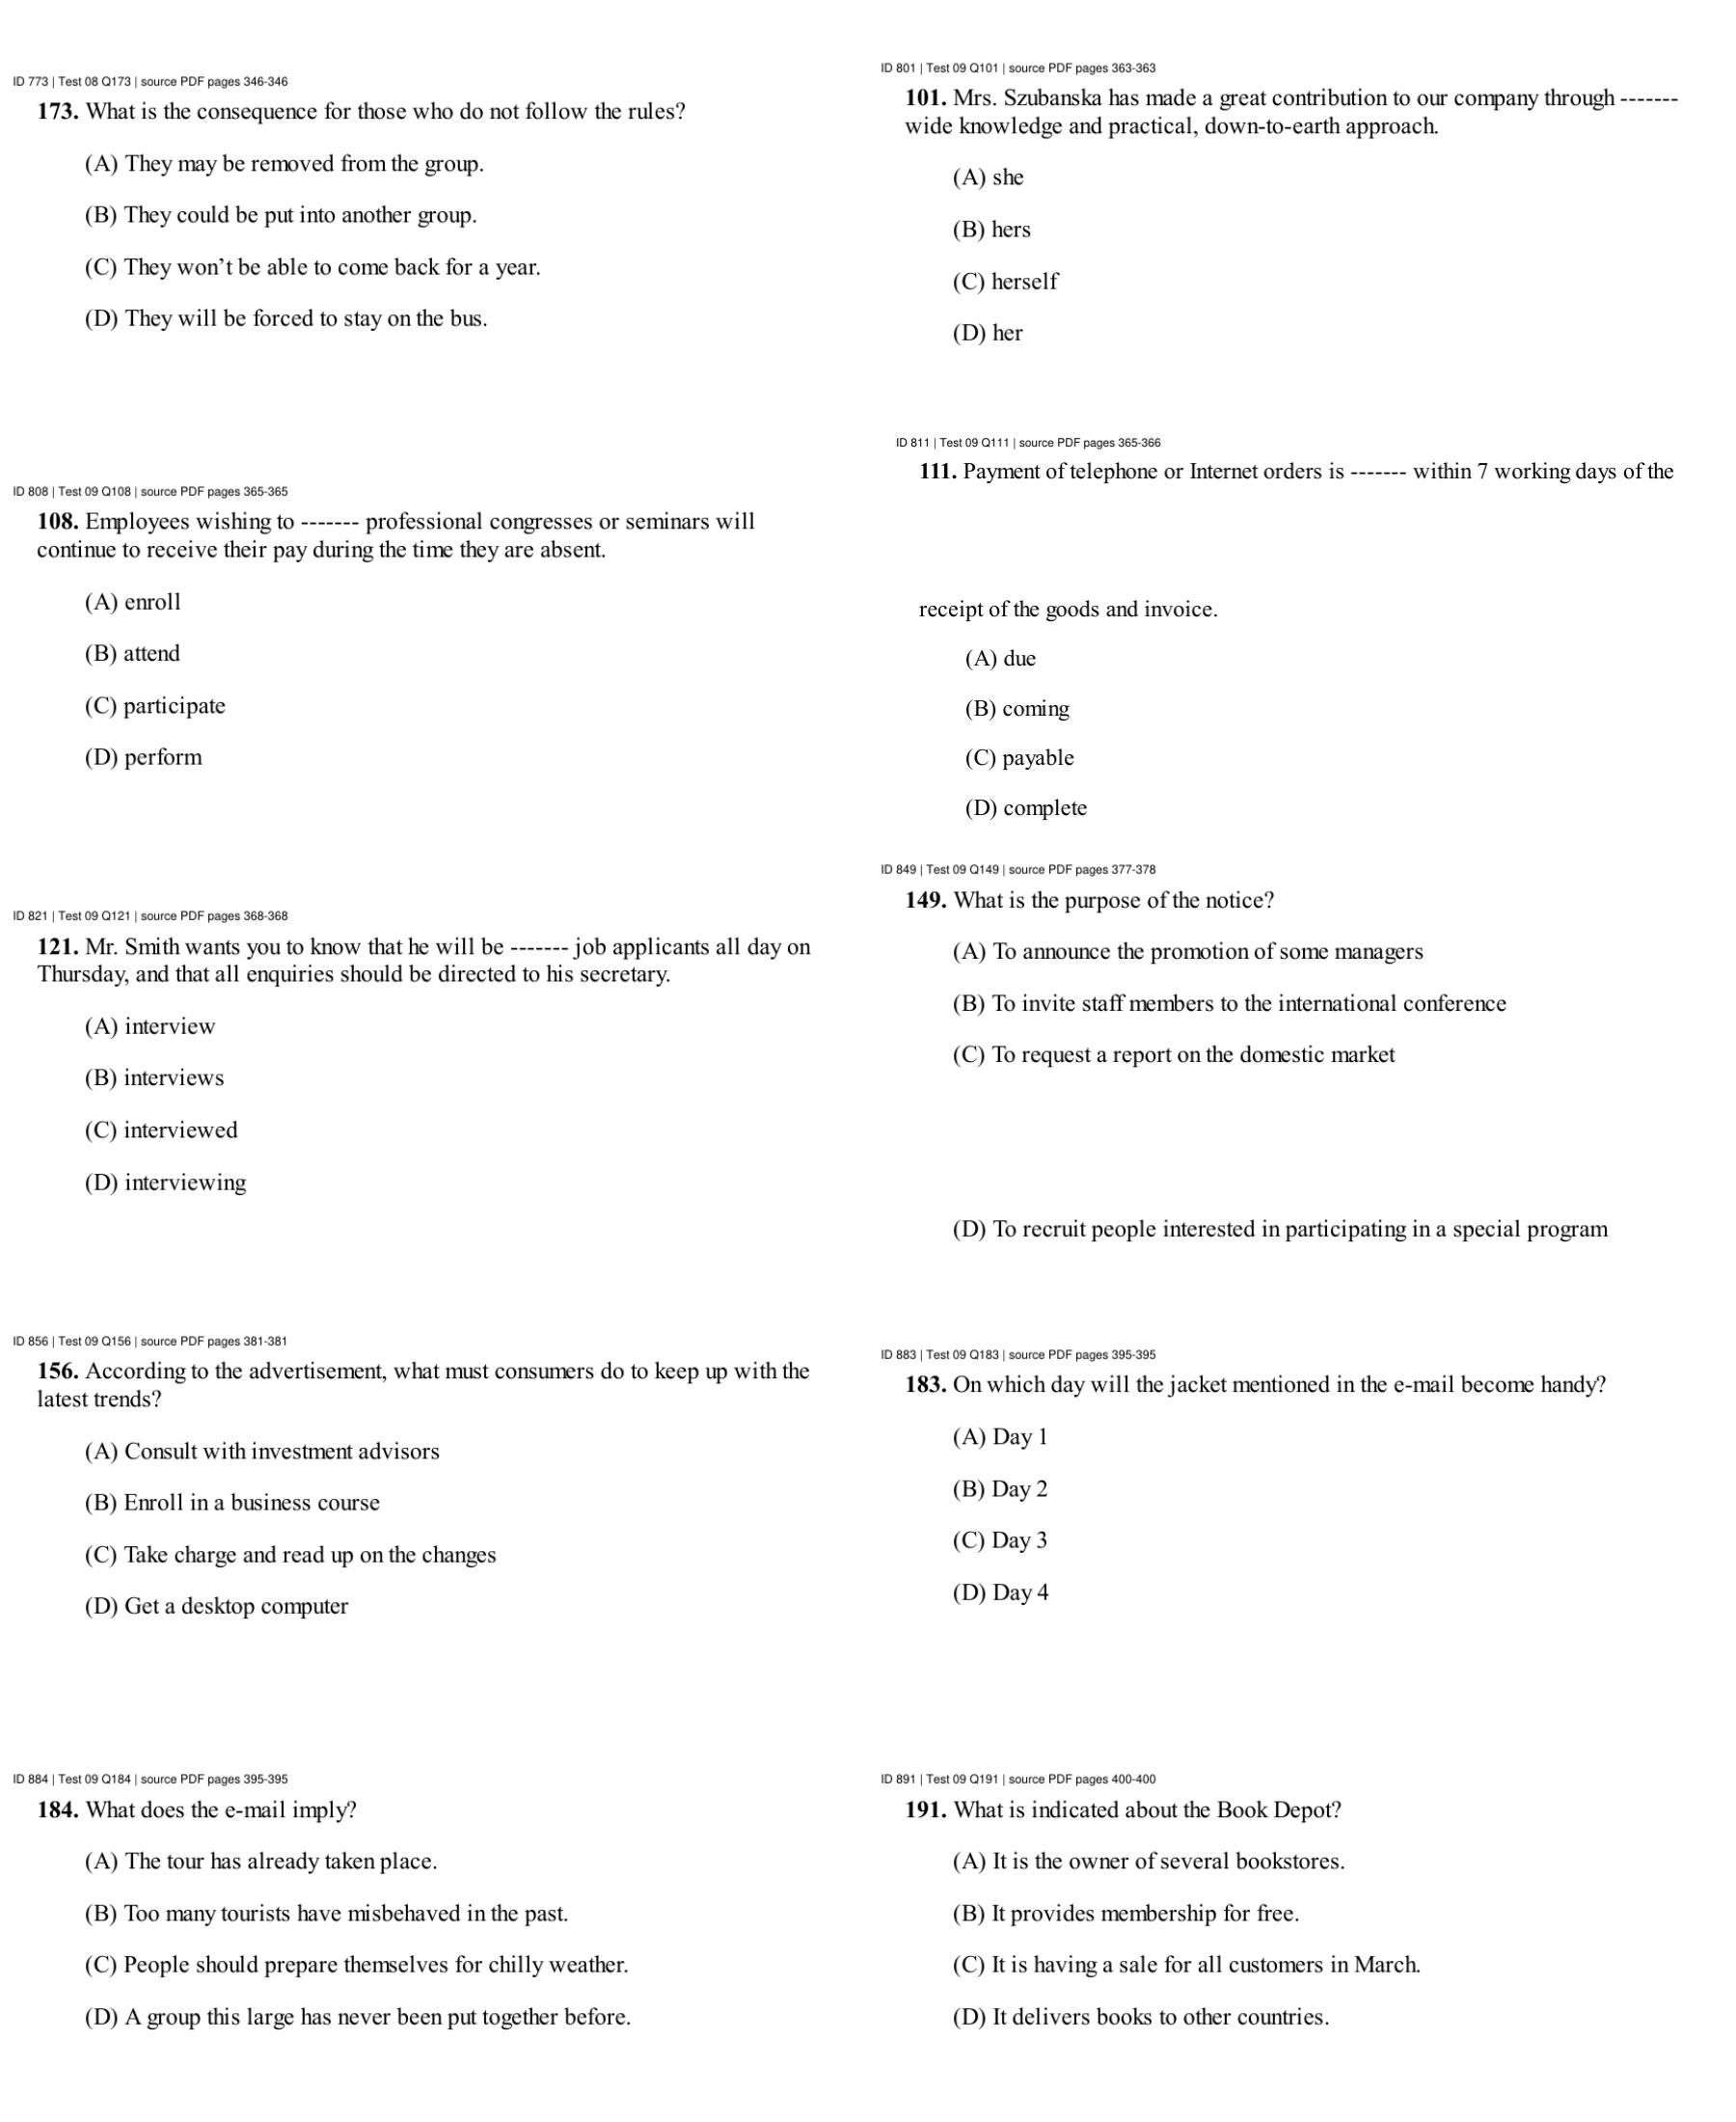 ID 773 | Test 08 Q173 | source PDF pages 346-346
173. What is the consequence for those who do not follow the rules?
(A) They may be removed from the group.
(B) They could be put into another group.
(C) They won’t be able to come back for a year.
(D) They will be forced to stay on the bus.
ID 801 | Test 09 Q101 | source PDF pages 363-363
101. Mrs. Szubanska has made a great contribution to our company through -------
wide knowledge and practical, down-to-earth approach.
(A) she
(B) hers
(C) herself
(D) her
ID 808 | Test 09 Q108 | source PDF pages 365-365
108. Employees wishing to ------- professional congresses or seminars will
continue to receive their pay during the time they are absent.
(A) enroll
(B) attend
(C) participate
(D) perform
ID 811 | Test 09 Q111 | source PDF pages 365-366
111. Payment of telephone or Internet orders is ------- within 7 working days of the
receipt of the goods and invoice.
(A) due
(B) coming
(C) payable
(D) complete
ID 821 | Test 09 Q121 | source PDF pages 368-368
121. Mr. Smith wants you to know that he will be ------- job applicants all day on
Thursday, and that all enquiries should be directed to his secretary.
(A) interview
(B) interviews
(C) interviewed
(D) interviewing
ID 849 | Test 09 Q149 | source PDF pages 377-378
149. What is the purpose of the notice?
(A) To announce the promotion of some managers
(B) To invite staff members to the international conference
(C) To request a report on the domestic market
(D) To recruit people interested in participating in a special program
ID 856 | Test 09 Q156 | source PDF pages 381-381
156. According to the advertisement, what must consumers do to keep up with the
latest trends?
(A) Consult with investment advisors
(B) Enroll in a business course
(C) Take charge and read up on the changes
(D) Get a desktop computer
ID 883 | Test 09 Q183 | source PDF pages 395-395
183. On which day will the jacket mentioned in the e-mail become handy?
(A) Day 1
(B) Day 2
(C) Day 3
(D) Day 4
ID 884 | Test 09 Q184 | source PDF pages 395-395
184. What does the e-mail imply?
(A) The tour has already taken place.
(B) Too many tourists have misbehaved in the past.
(C) People should prepare themselves for chilly weather.
(D) A group this large has never been put together before.
ID 891 | Test 09 Q191 | source PDF pages 400-400
191. What is indicated about the Book Depot?
(A) It is the owner of several bookstores.
(B) It provides membership for free.
(C) It is having a sale for all customers in March.
(D) It delivers books to other countries.